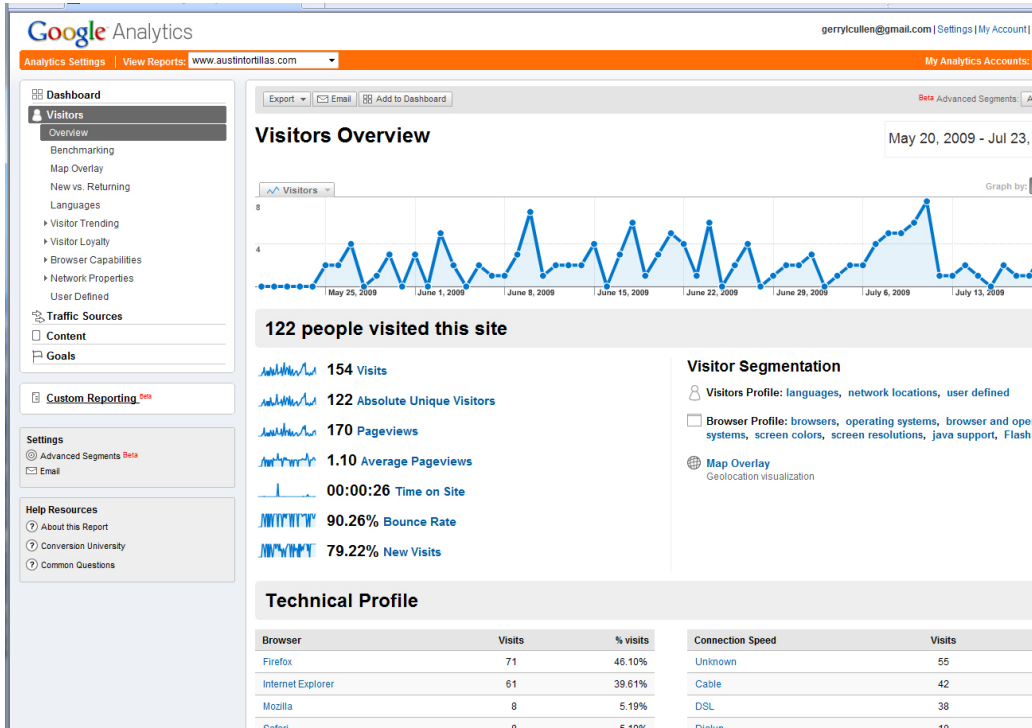 Google Analytics
gerrylcullen@gmail.com | Settings | My Account |
Analytics Settings | View Reports: www.austintortillas.com
My Analytics Accounts:
Dashboard
Visitors
Overview
Benchmarking
Map Overlay
New vs. Returning
Languages
Visitor Trending
Visitor Loyalty
Browser Capabilities
Network Properties
User Defined
Traffic Sources
Content
Goals
Custom Reporting Beta
Settings
Advanced Segments Beta
Email
Help Resources
About this Report
Conversion University
Common Questions
Export Email Add to Dashboard
Beta Advanced Segments: A
Visitors Overview
May 20, 2009 - Jul 23,
Visitors
Graph by:
8
4
May 25, 2009 June 1, 2009 June 8, 2009 June 15, 2009 June 22, 2009 June 29, 2009 July 6, 2009 July 13, 2009
122 people visited this site
154 Visits
122 Absolute Unique Visitors
170 Pageviews
1.10 Average Pageviews
00:00:26 Time on Site
90.26% Bounce Rate
79.22% New Visits
Visitor Segmentation
Visitors Profile: languages, network locations, user defined
Browser Profile: browsers, operating systems, browser and ope
systems, screen colors, screen resolutions, java support, Flash
Map Overlay
Geolocation visualization
Technical Profile
Browser Visits % visits
Firefox 71 46.10%
Internet Explorer 61 39.61%
Mozilla 8 5.19%
Safari 8 5.19%
Connection Speed Visits
Unknown 55
Cable 42
DSL 38
Dialup 10